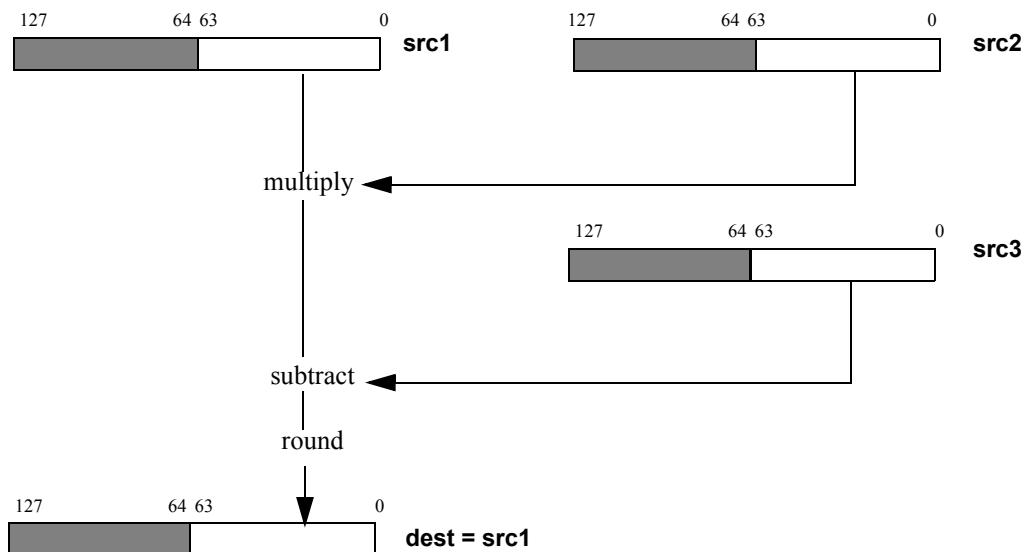 127 64 63 0
src1
127 64 63 0
src2
multiply
127 64 63 0
src3
subtract
round
127 64 63 0
dest = src1